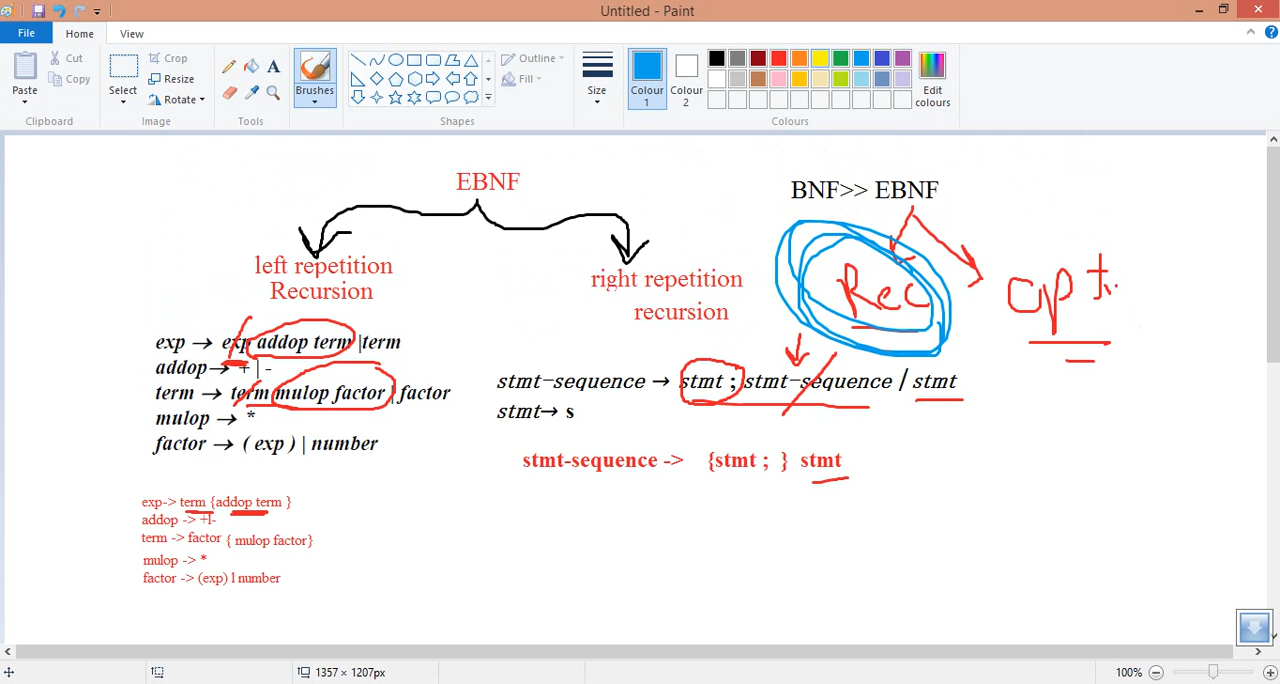 Untitled - Paint
File Home View
Paste
Cut
Copy
Clipboard
Select
Crop
Resize
Rotate
Image
A
Tools
Brushes
Outline
Fill
Shapes
Size
Colour 1
Colour 2
Edit colours
Colours
EBNF
left repetition
Recursion
right repetition
recursion
BNF>> EBNF
Rec
opt.
exp → exp addop term |term
addop→ + | -
term → term mulop factor | factor
mulop → *
factor → ( exp ) | number
stmt-sequence → stmt ; stmt-sequence / stmt
stmt→ s
stmt-sequence -> {stmt ; } stmt
exp-> term {addop term }
addop -> +l-
term -> factor { mulop factor}
mulop -> *
factor -> (exp) l number
1357 × 1207px
100%